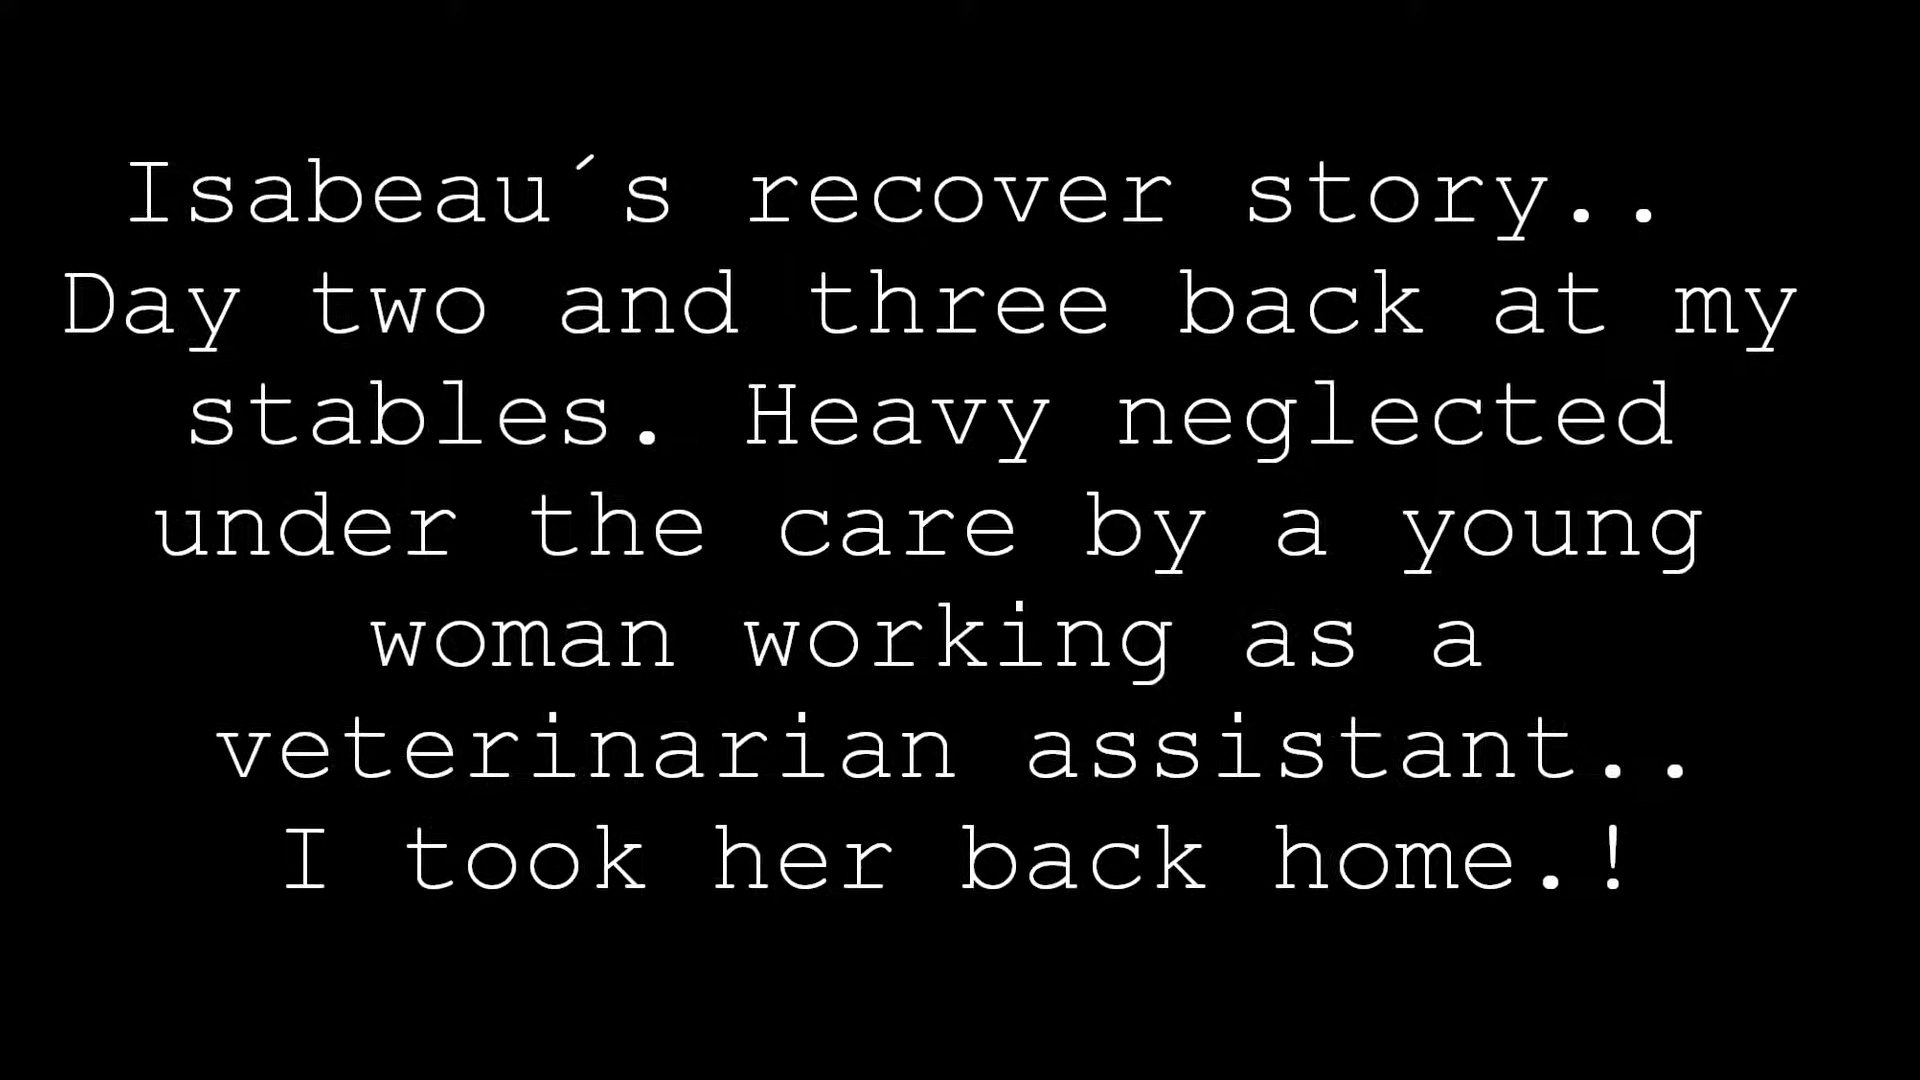 Isabeau´s recover story..
Day two and three back at my
stables. Heavy neglected
under the care by a young
woman working as a
veterinarian assistant..
I took her back home.!